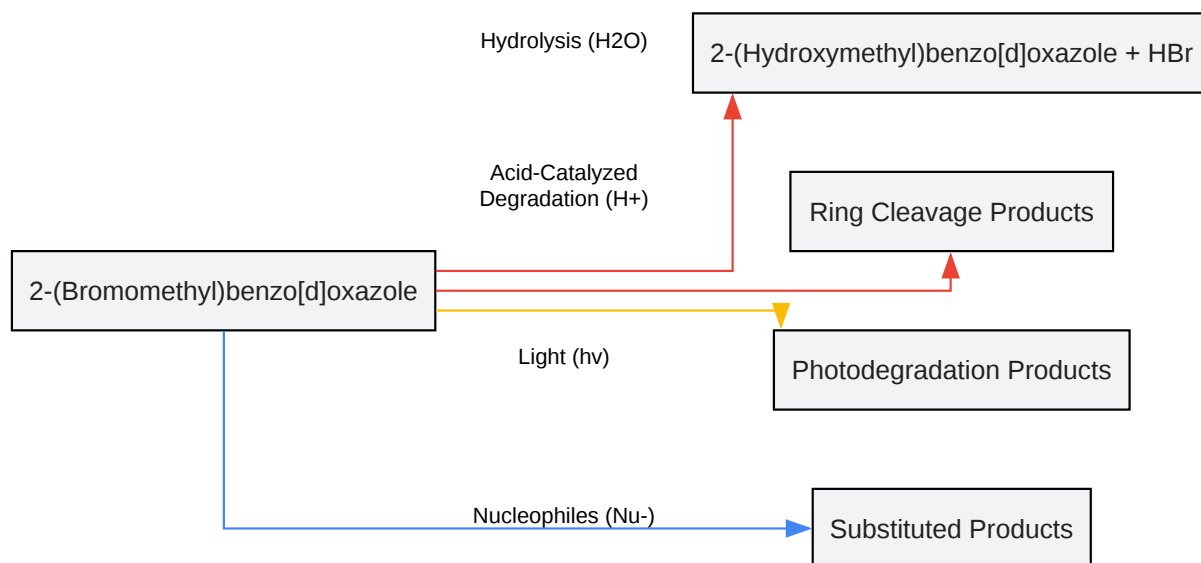 Hydrolysis (H2O)
2-(Hydroxymethyl)benzo[d]oxazole + HBr
Acid-Catalyzed
Degradation (H+)
Ring Cleavage Products
2-(Bromomethyl)benzo[d]oxazole
Light (hv)
Photodegradation Products
Nucleophiles (Nu-)
Substituted Products